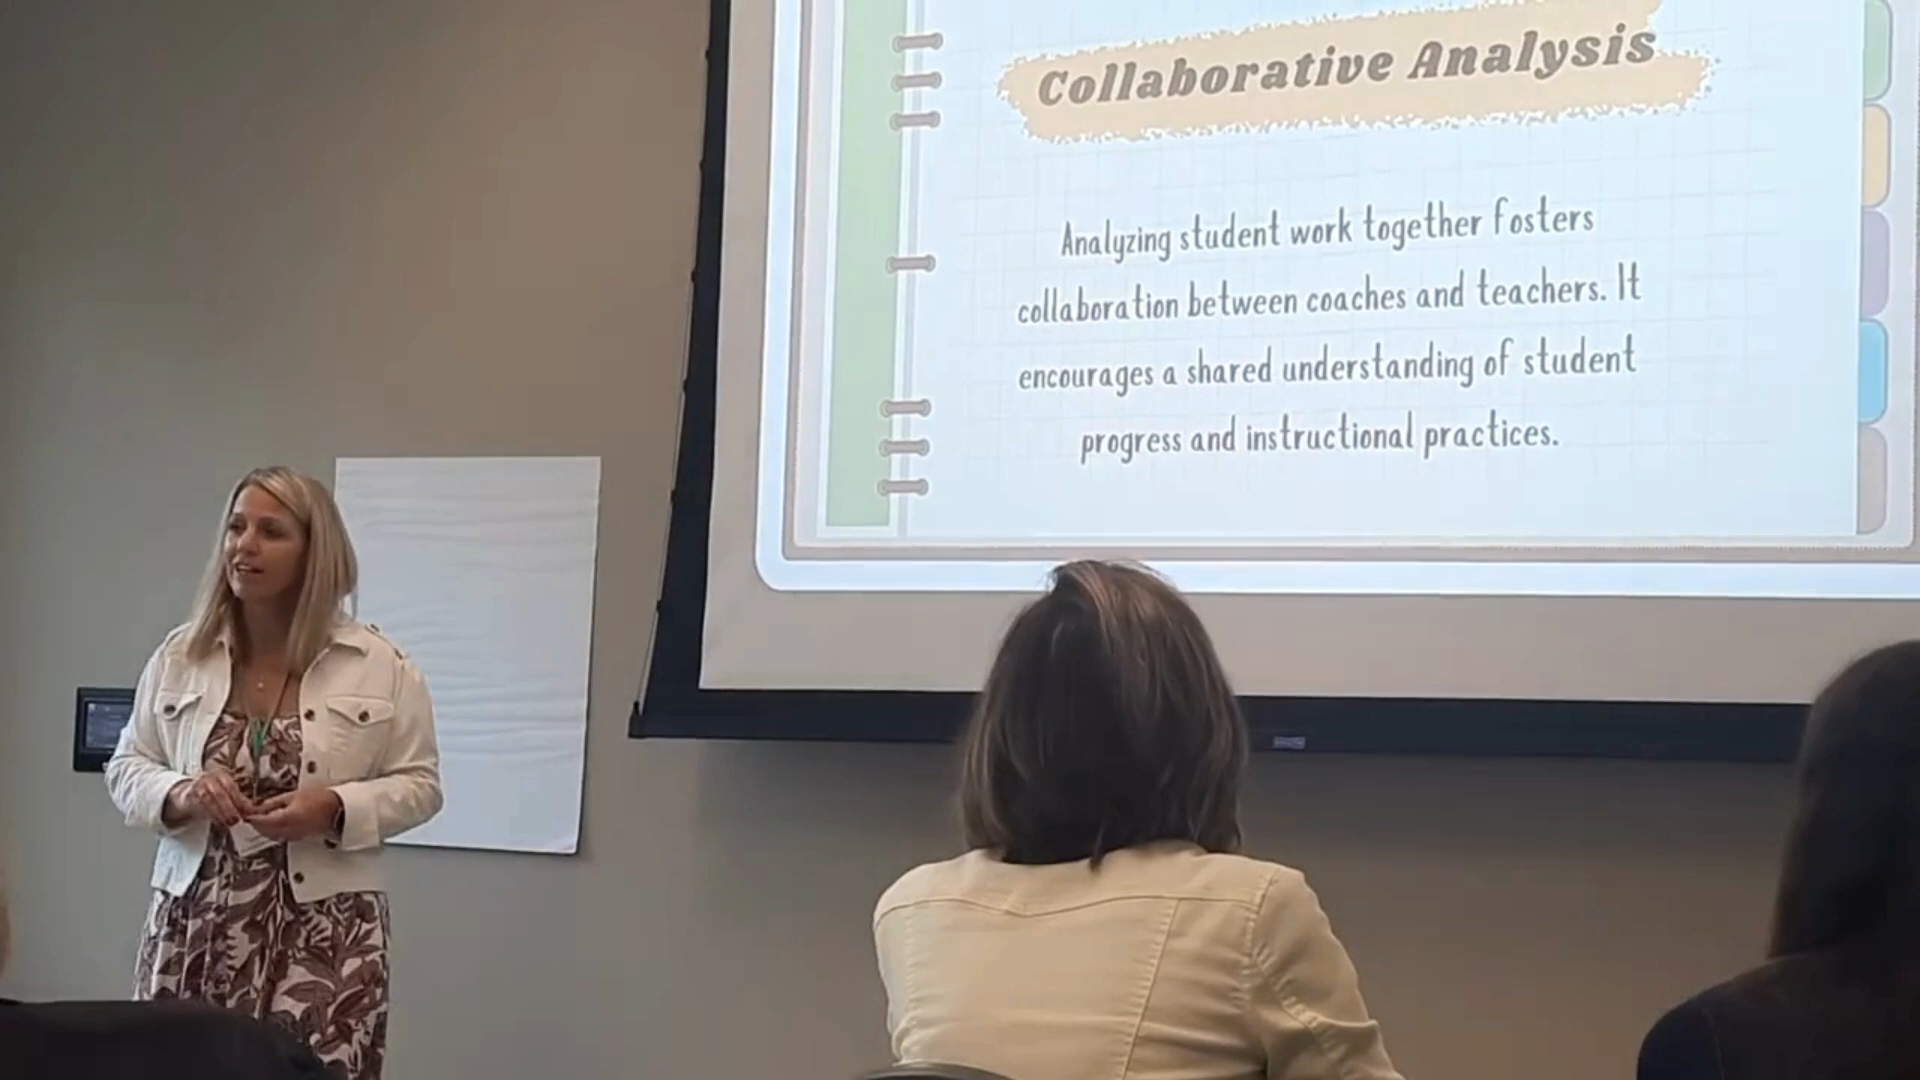 Collaborative Analysis
Analyzing student work together fosters
collaboration between coaches and teachers. It
encourages a shared understanding of student
progress and instructional practices.